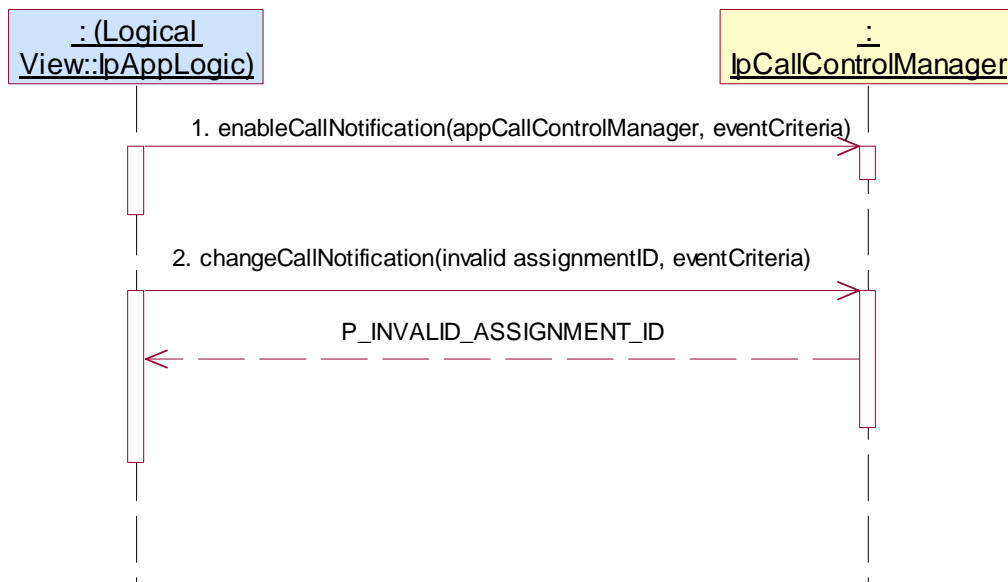 : (Logical
View::IpAppLogic)
:
IpCallControlManager
1. enableCallNotification(appCallControlManager, eventCriteria)
2. changeCallNotification(invalid assignmentID, eventCriteria)
P_INVALID_ASSIGNMENT_ID